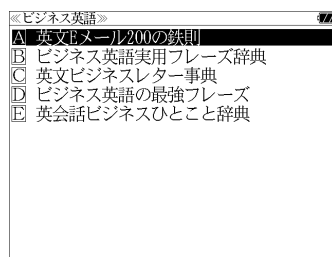 ≪ビジネス英語≫
A 英文Eメール200の鉄則
B ビジネス英語実用フレーズ辞典
C 英文ビジネスレター事典
D ビジネス英語の最強フレーズ
E 英会話ビジネスひとこと辞典